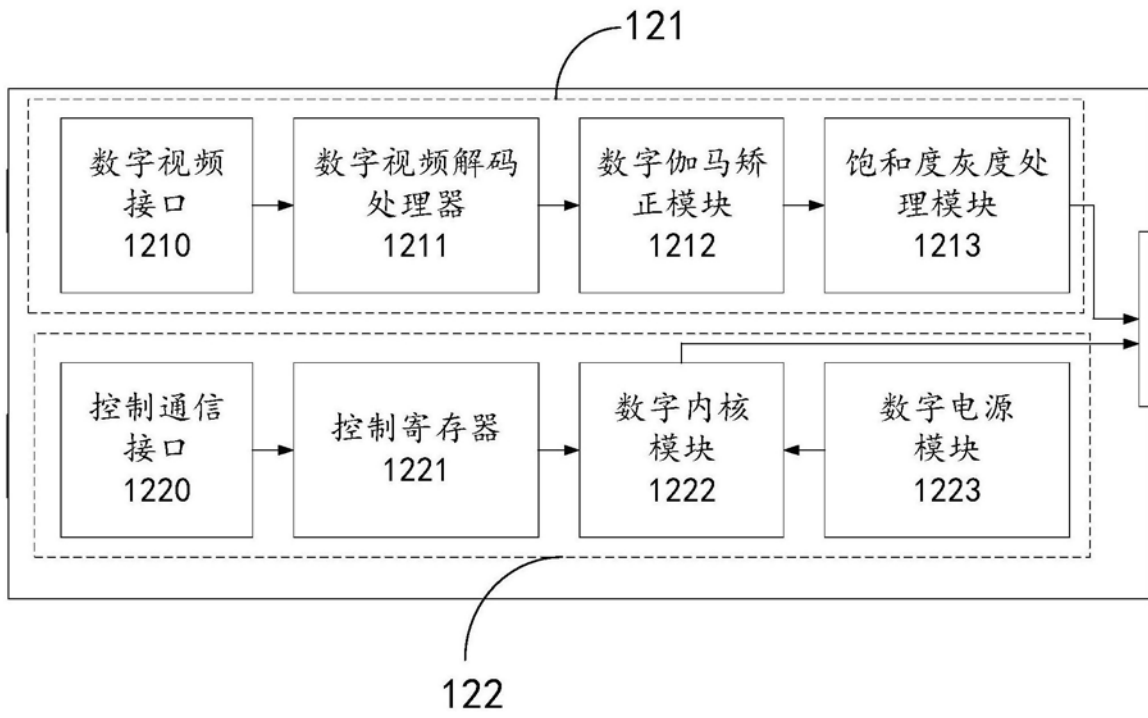 121
数字视频
接口
1210
数字视频解码
处理器
1211
数字伽马矫
正模块
1212
饱和度灰度处
理模块
1213
控制通信
接口
1220
控制寄存器
1221
数字内核
模块
1222
数字电源
模块
1223
122